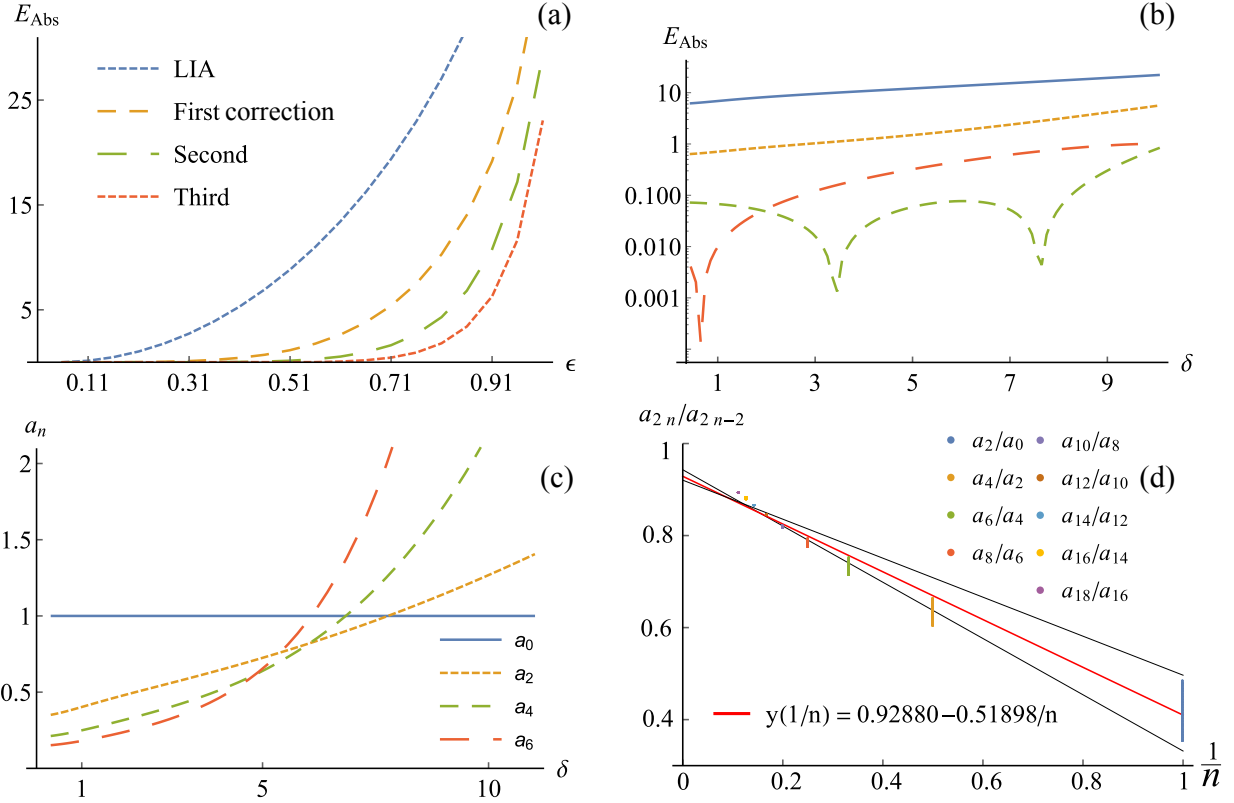 E_Abs
(a)
LIA
First correction
Second
Third
25
15
5
0.11 0.31 0.51 0.71 0.91 ϵ
(b)
E_Abs
10
1
0.100
0.010
0.001
1 3 5 7 9 δ
a_n
(c)
2
1.5
1
0.5
a_0
a_2
a_4
a_6
1 5 10 δ
a_{2 n}/a_{2 n−2}
(d)
1
0.8
0.6
0.4
a_2/a_0 a_10/a_8
a_4/a_2 a_12/a_10
a_6/a_4 a_14/a_12
a_8/a_6 a_16/a_14
a_18/a_16
y(1/n) = 0.92880−0.51898/n
0 0.2 0.4 0.6 0.8 1 1/n